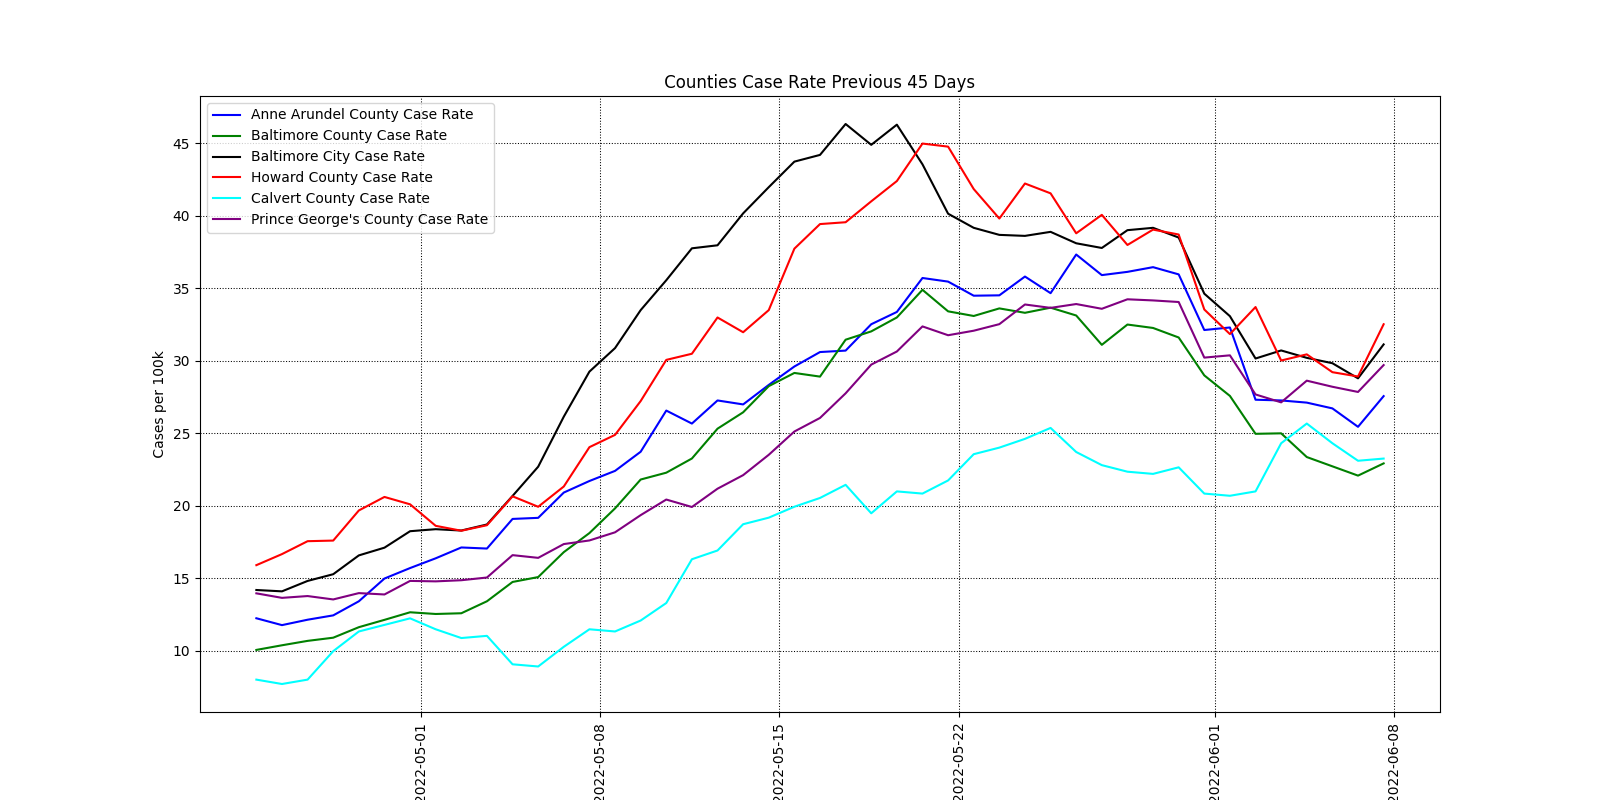 Counties Case Rate Previous 45 Days
Anne Arundel County Case Rate
Baltimore County Case Rate
Baltimore City Case Rate
Howard County Case Rate
Calvert County Case Rate
Prince George's County Case Rate
Cases per 100k
45
40
35
30
25
20
15
10
2022-05-01
2022-05-08
2022-05-15
2022-05-22
2022-06-01
2022-06-08